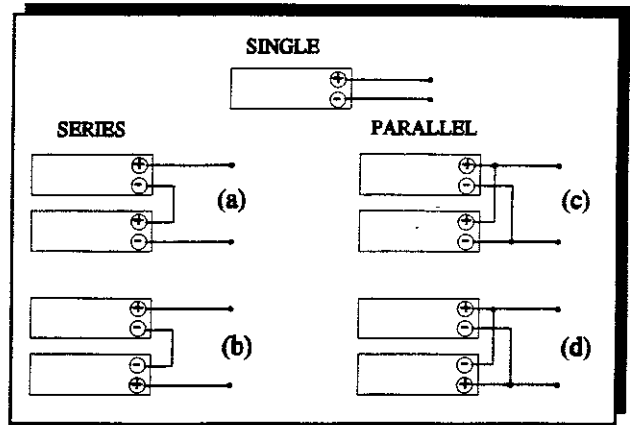 SINGLE
+
-
SERIES PARALLEL
+ +
- (a) - (c)
+ +
- -
+ +
- (b) - (d)
- -
+ +